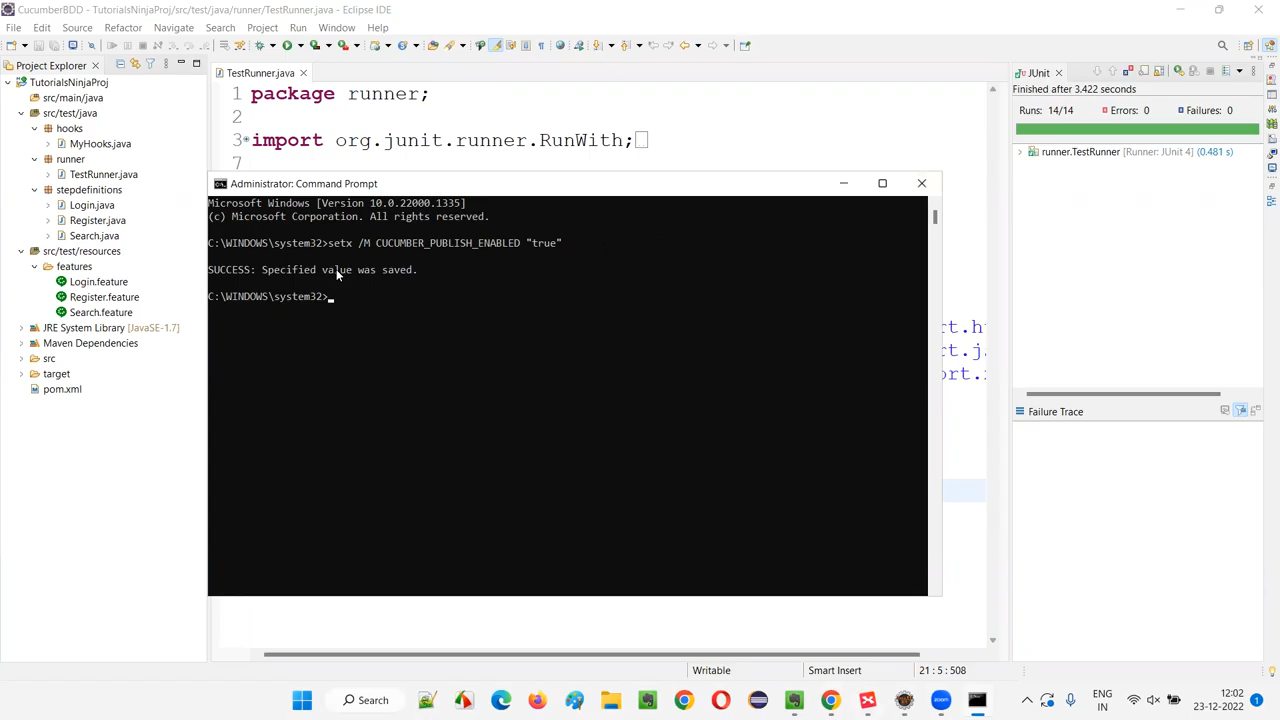 CucumberBDD - TutorialsNinjaProj/src/test/java/runner/TestRunner.java - Eclipse IDE
File Edit Source Refactor Navigate Search Project Run Window Help
Project Explorer
TutorialsNinjaProj
src/main/java
src/test/java
hooks
MyHooks.java
runner
TestRunner.java
stepdefinitions
Login.java
Register.java
Search.java
src/test/resources
features
Login.feature
Register.feature
Search.feature
JRE System Library [JavaSE-1.7]
Maven Dependencies
src
target
pom.xml
TestRunner.java
1 package runner;
2
3 import org.junit.runner.RunWith;
7
Administrator: Command Prompt
Microsoft Windows [Version 10.0.22000.1335]
(c) Microsoft Corporation. All rights reserved.
C:\WINDOWS\system32>setx /M CUCUMBER_PUBLISH_ENABLED "true"
SUCCESS: Specified value was saved.
C:\WINDOWS\system32>
rt.h
rt.j
ort.
JUnit
Finished after 3.422 seconds
Runs: 14/14 Errors: 0 Failures: 0
runner.TestRunner [Runner: JUnit 4] (0.481 s)
Failure Trace
Writable Smart Insert 21 : 5 : 508
Search
ENG
IN
12:02
23-12-2022
1